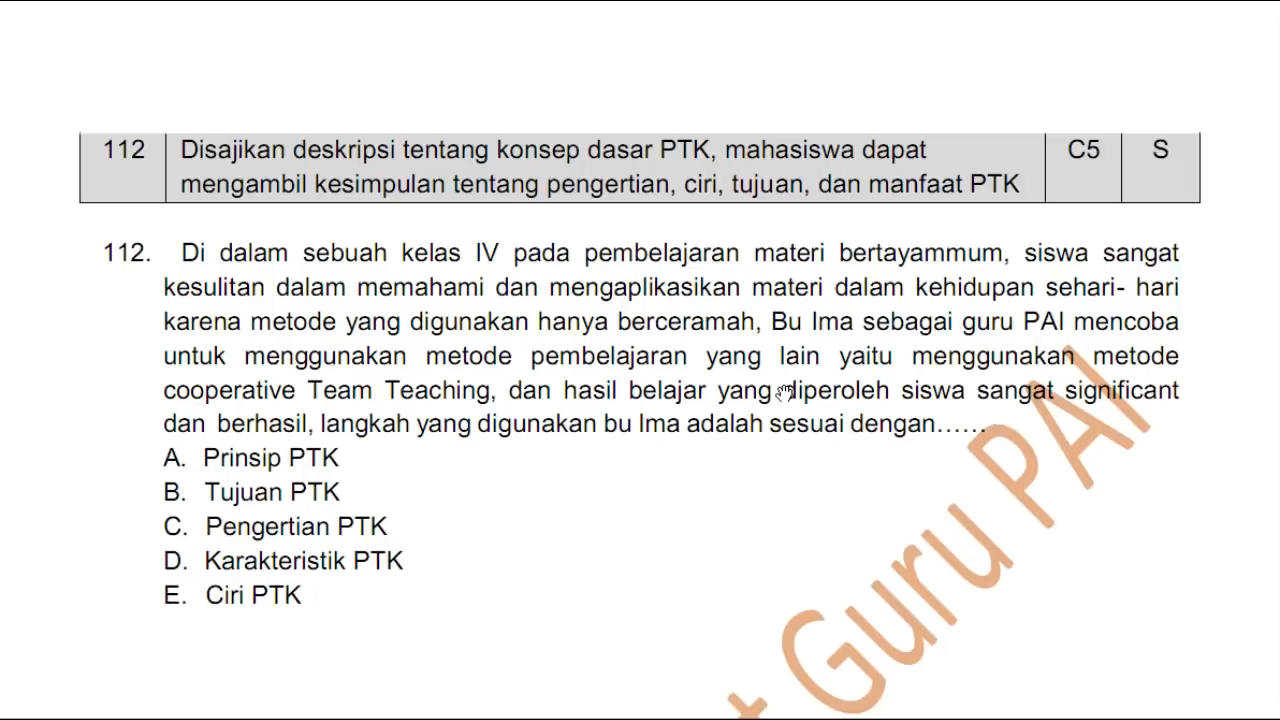 112 Disajikan deskripsi tentang konsep dasar PTK, mahasiswa dapat C5 S
mengambil kesimpulan tentang pengertian, ciri, tujuan, dan manfaat PTK
112. Di dalam sebuah kelas IV pada pembelajaran materi bertayammum, siswa sangat
kesulitan dalam memahami dan mengaplikasikan materi dalam kehidupan sehari- hari
karena metode yang digunakan hanya berceramah, Bu Ima sebagai guru PAI mencoba
untuk menggunakan metode pembelajaran yang lain yaitu menggunakan metode
cooperative Team Teaching, dan hasil belajar yang diperoleh siswa sangat significant
dan berhasil, langkah yang digunakan bu Ima adalah sesuai dengan……
A. Prinsip PTK
B. Tujuan PTK
C. Pengertian PTK
D. Karakteristik PTK
E. Ciri PTK
Guru PAI